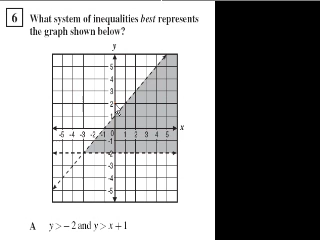 6 What system of inequalities best represents
the graph shown below?
y
5
4
3
2
1
x
-5 -4 -3 -2 -1 0 1 2 3 4 5
-1
-2
-3
-4
-5
A y > – 2 and y > x + 1